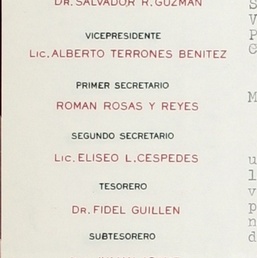 DR. SALVADOR R. GUZMAN
VICEPRESIDENTE
LIC. ALBERTO TERRONES BENITEZ
PRIMER SECRETARIO
ROMAN ROSAS Y REYES
SEGUNDO SECRETARIO
LIC. ELISEO L. CESPEDES
TESORERO
DR. FIDEL GUILLEN
SUBTESORERO